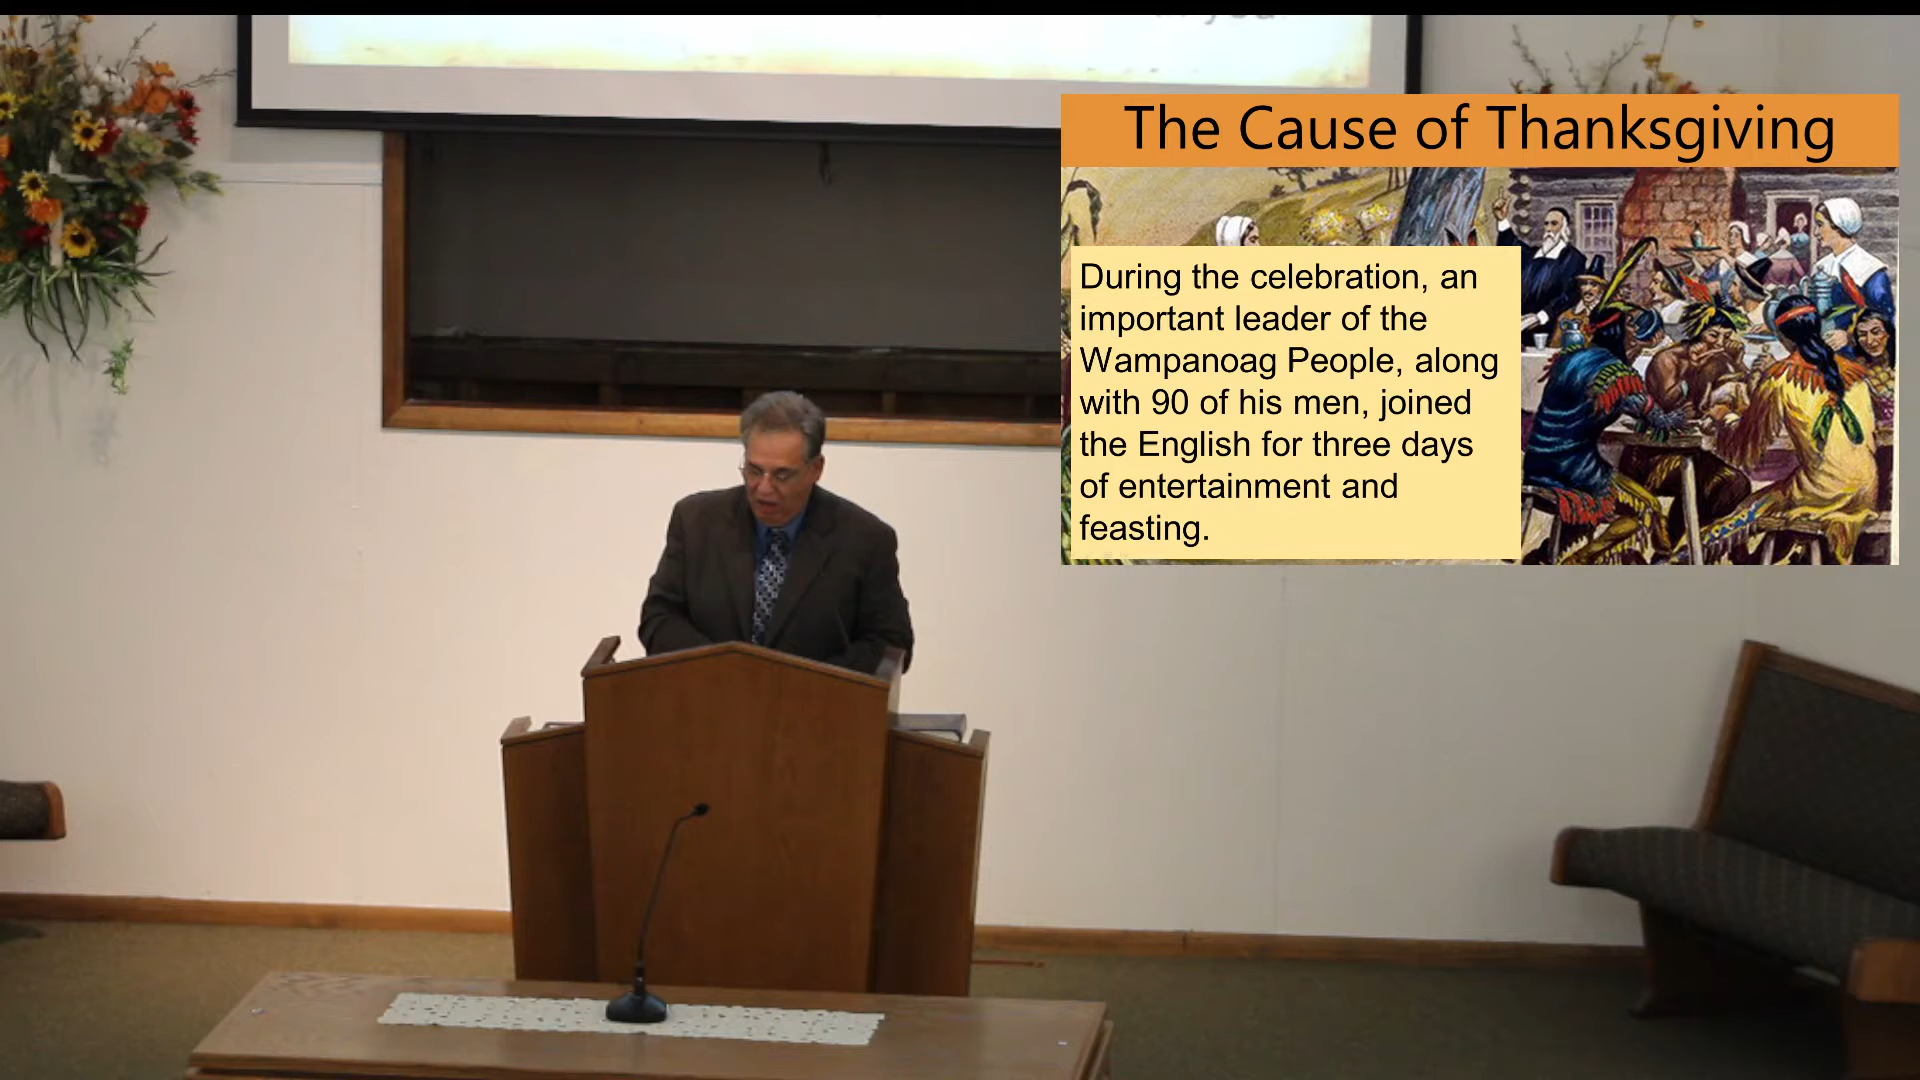 The Cause of Thanksgiving
During the celebration, an
important leader of the
Wampanoag People, along
with 90 of his men, joined
the English for three days
of entertainment and
feasting.